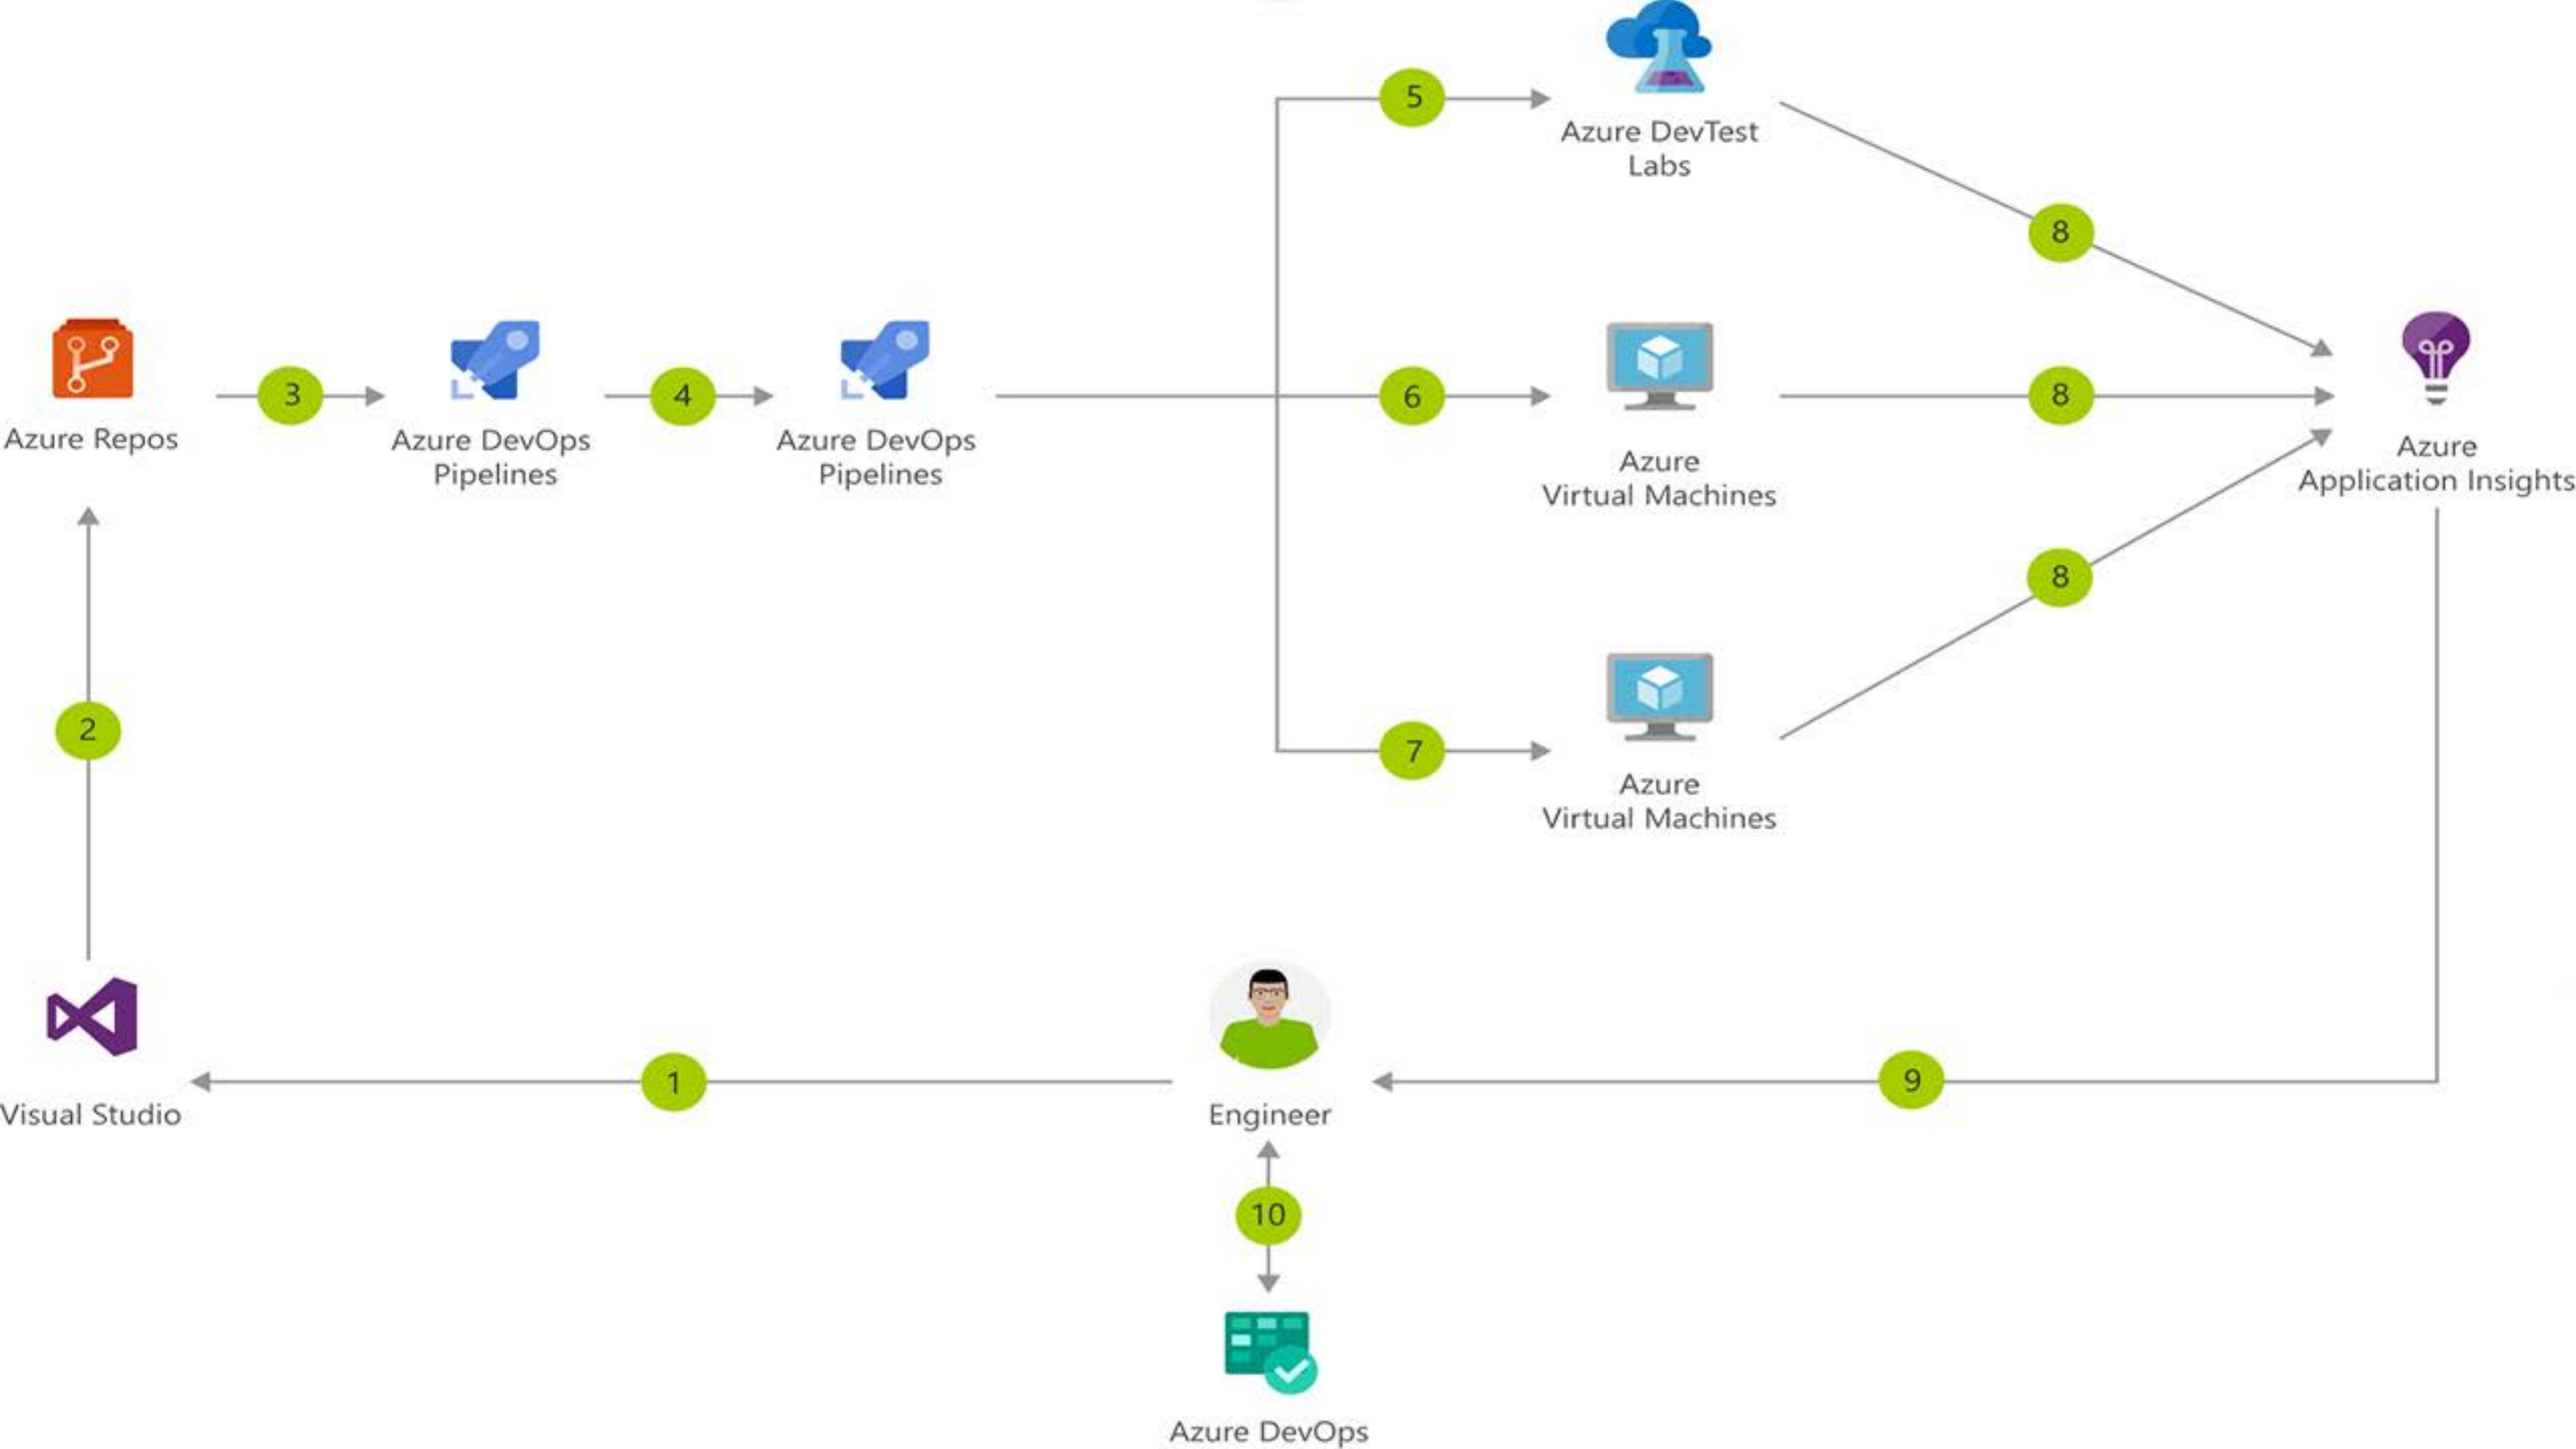 5
Azure DevTest
Labs
8
3
4
6
8
Azure Repos
Azure DevOps
Pipelines
Azure DevOps
Pipelines
Azure
Virtual Machines
Azure
Application Insights
8
2
7
Azure
Virtual Machines
1
9
Visual Studio
Engineer
10
Azure DevOps